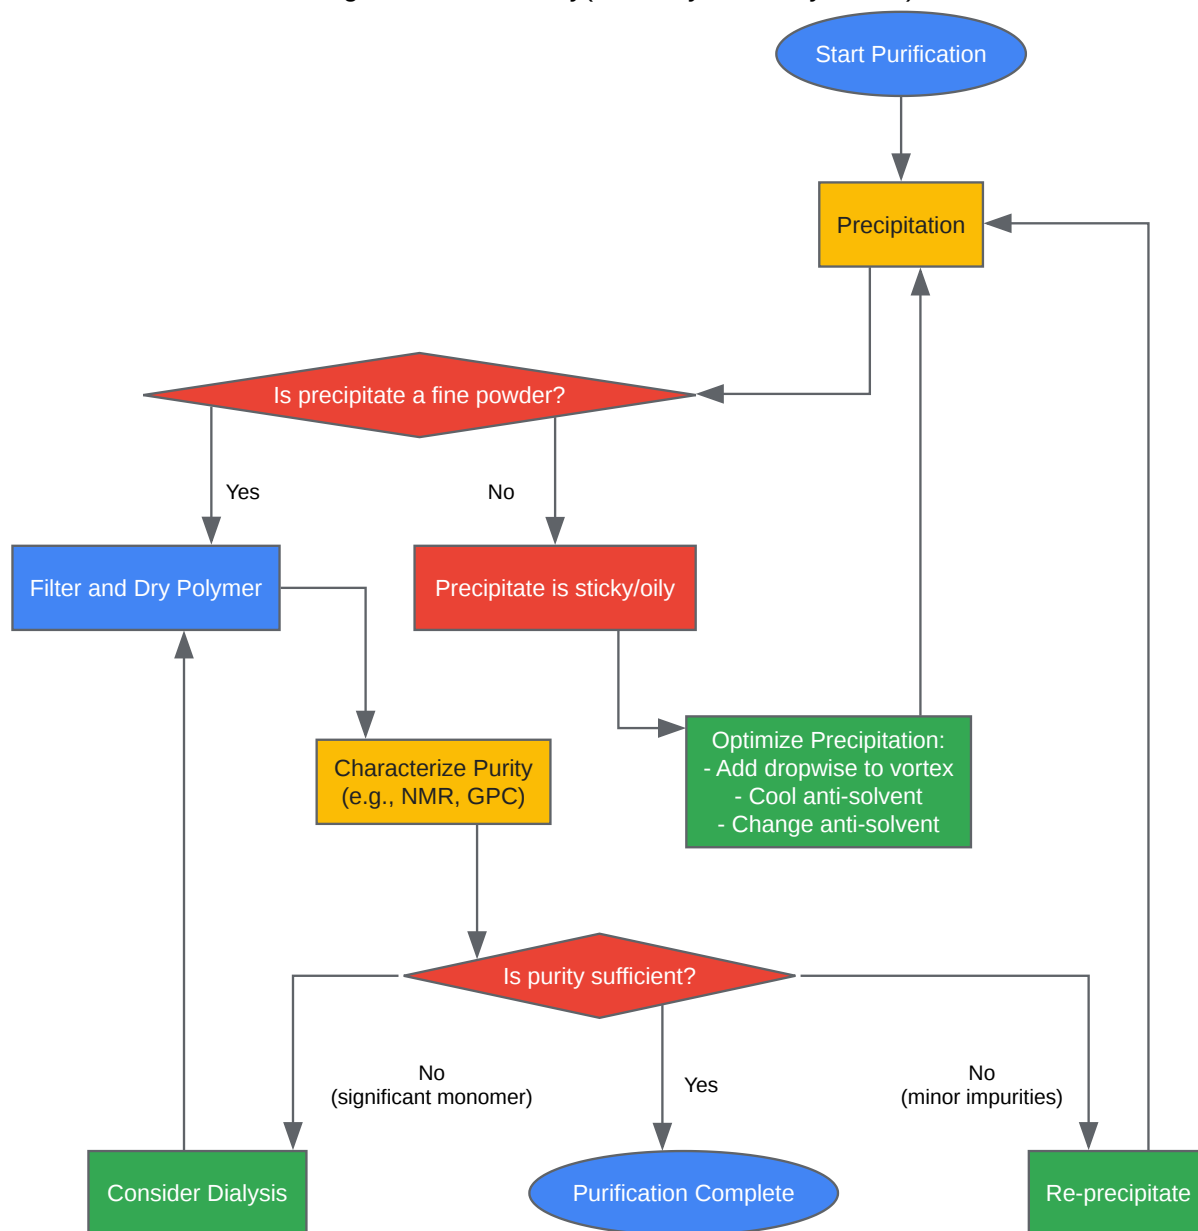 Start Purification
Precipitation
Is precipitate a fine powder?
Yes
No
Filter and Dry Polymer
Precipitate is sticky/oily
Optimize Precipitation:
- Add dropwise to vortex
- Cool anti-solvent
- Change anti-solvent
Characterize Purity
(e.g., NMR, GPC)
Is purity sufficient?
No
(significant monomer)
Yes
No
(minor impurities)
Consider Dialysis
Purification Complete
Re-precipitate